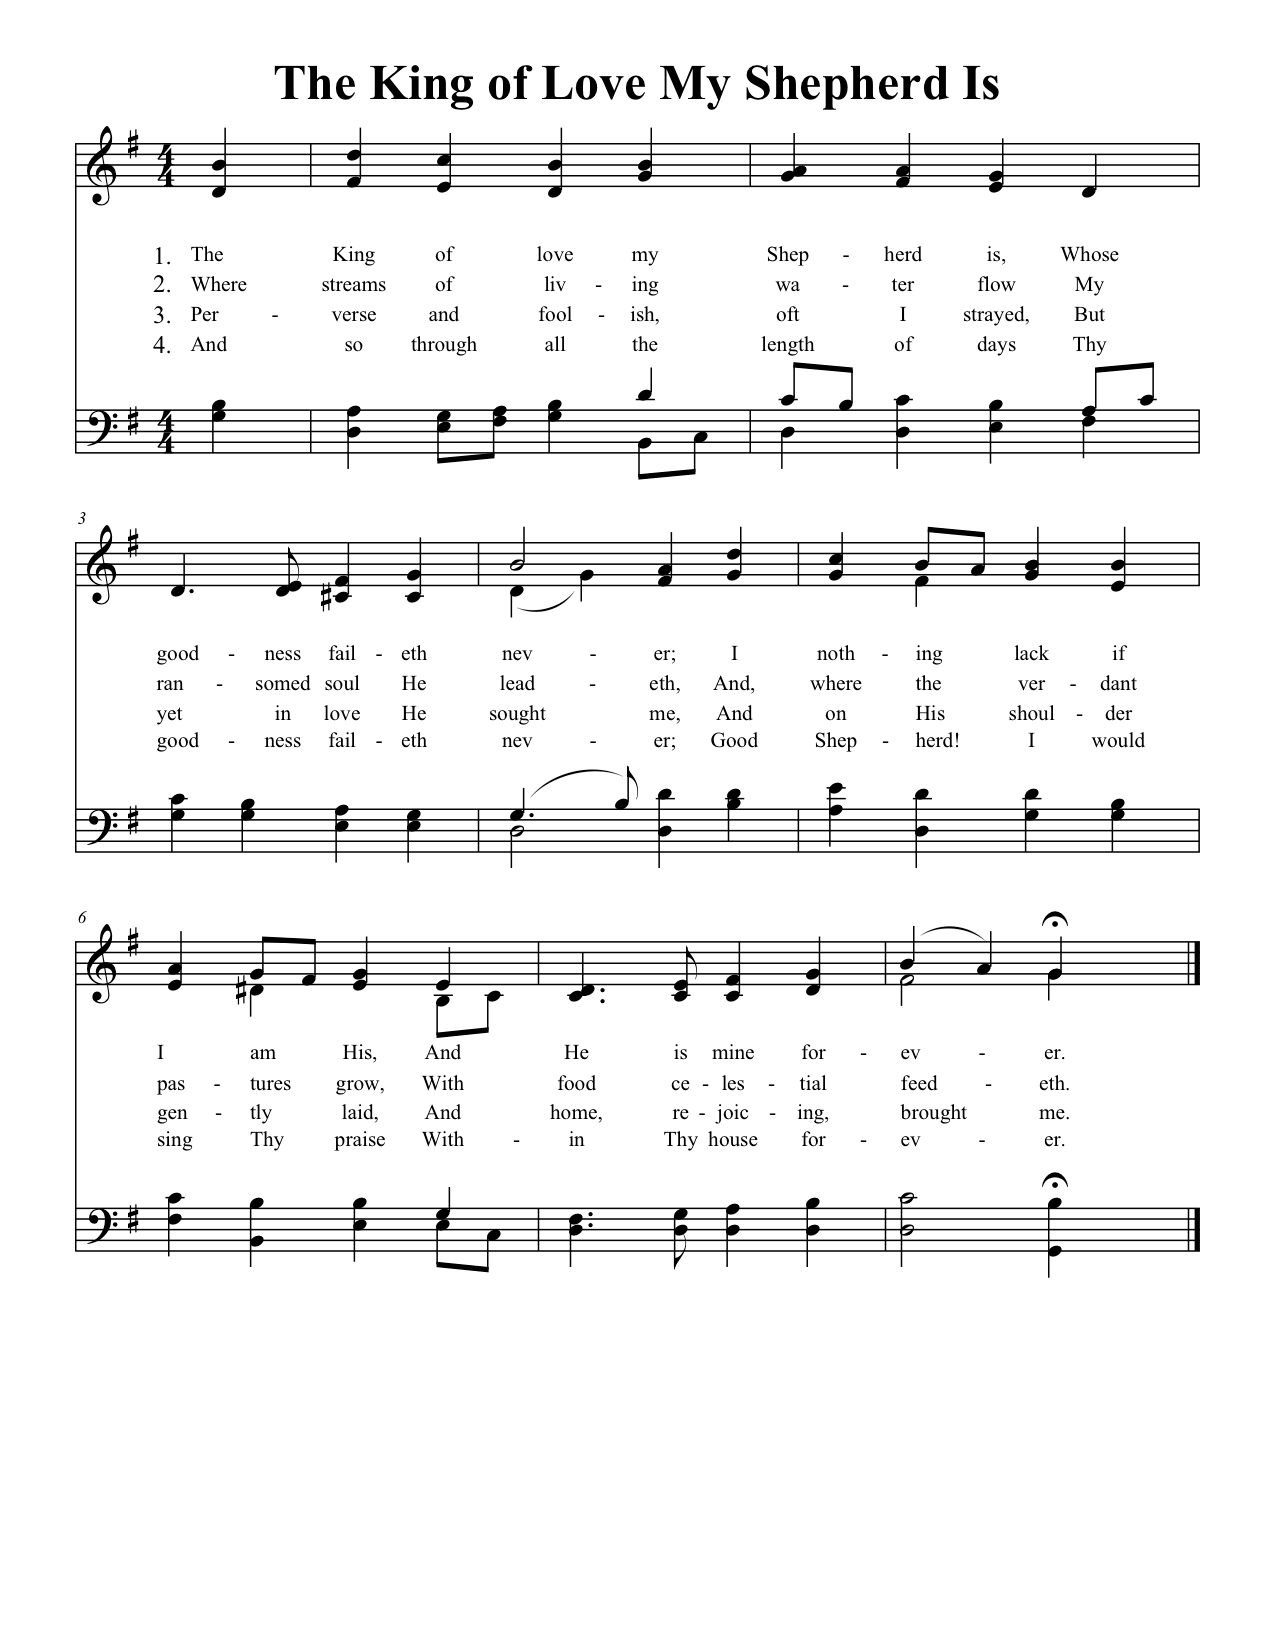 The King of Love My Shepherd Is
4 4
1. The King of love my Shep - herd is, Whose
2. Where streams of liv - ing wa - ter flow My
3. Per - verse and fool - ish, oft I strayed, But
4. And so through all the length of days Thy
4 4
3
good - ness fail - eth nev - er; I noth - ing lack if
ran - somed soul He lead - eth, And, where the ver - dant
yet in love He sought me, And on His shoul - der
good - ness fail - eth nev - er; Good Shep - herd! I would
6
I am His, And He is mine for - ev - er.
pas - tures grow, With food ce - les - tial feed - eth.
gen - tly laid, And home, re - joic - ing, brought me.
sing Thy praise With - in Thy house for - ev - er.